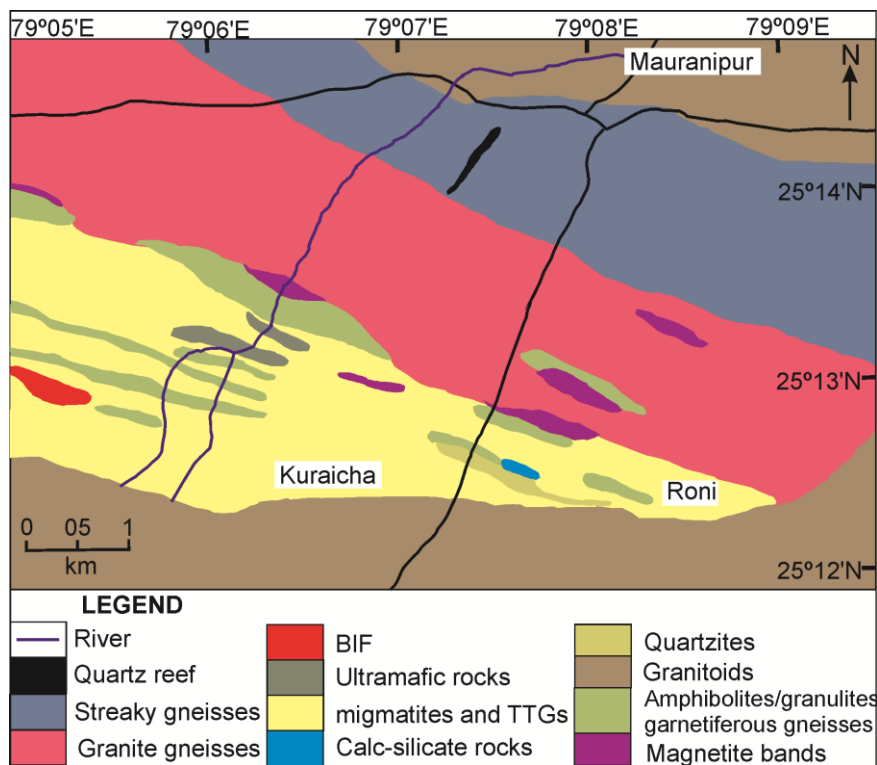 79º05'E 79º06'E 79º07'E 79º08'E 79º09'E
Mauranipur
N
25º14'N
25º13'N
Kuraicha
Roni
0 05 1
km
25º12'N
LEGEND
River
Quartz reef
Streaky gneisses
Granite gneisses
BIF
Ultramafic rocks
migmatites and TTGs
Calc-silicate rocks
Quartzites
Granitoids
Amphibolites/granulites
garnetiferous gneisses
Magnetite bands